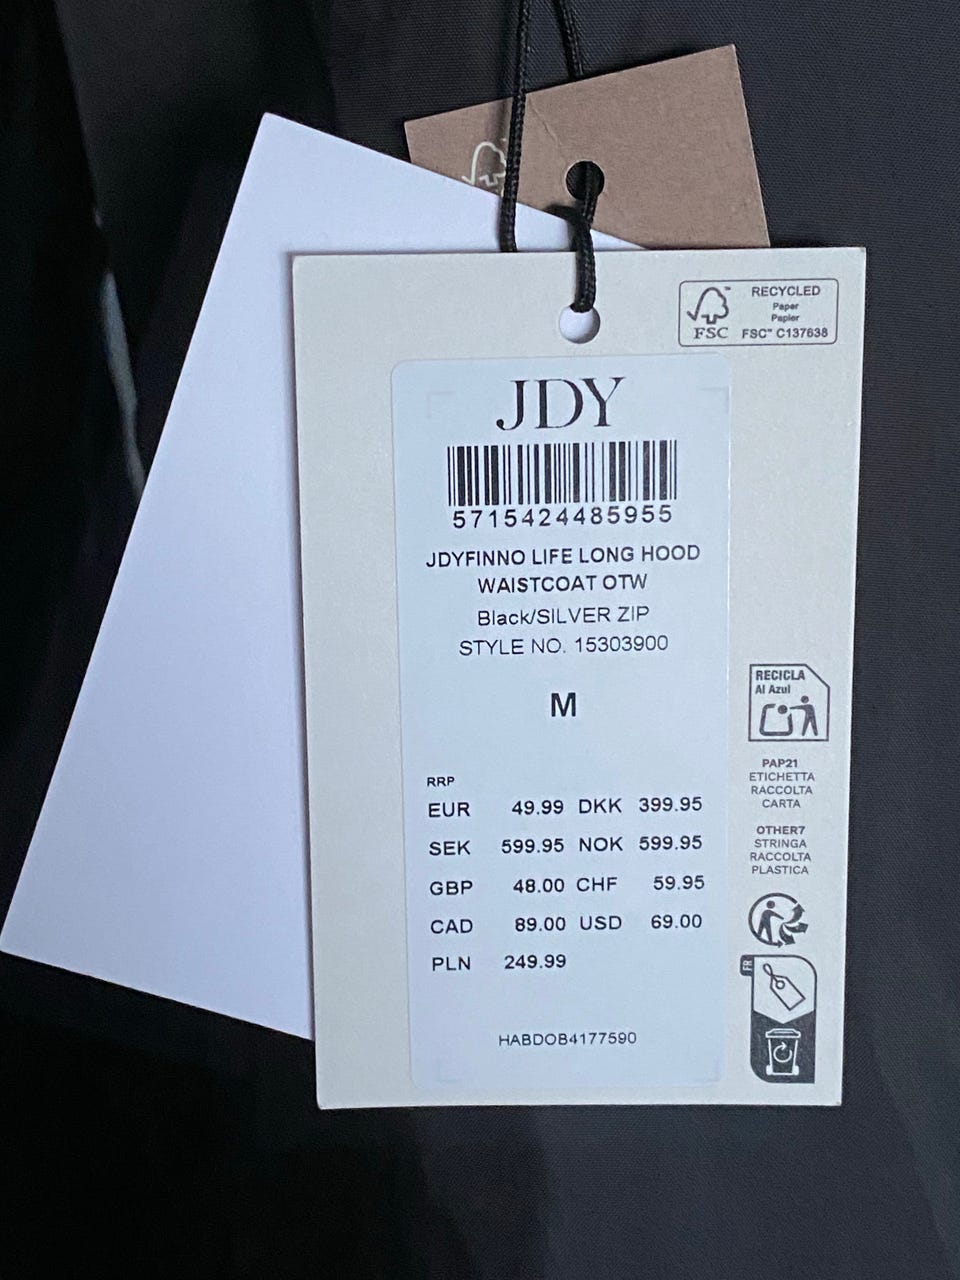 RECYCLED
Paper
Papier
FSC™ C137638
FSC
JDY
5715424485955
JDYFINNO LIFE LONG HOOD
WAISTCOAT OTW
Black/SILVER ZIP
STYLE NO. 15303900
M
RRP
EUR 49.99 DKK 399.95
SEK 599.95 NOK 599.95
GBP 48.00 CHF 59.95
CAD 89.00 USD 69.00
PLN 249.99
HABDOB4177590
RECICLA
Al Azul
PAP21
ETICHETTA
RACCOLTA
CARTA
OTHER7
STRINGA
RACCOLTA
PLASTICA
FR